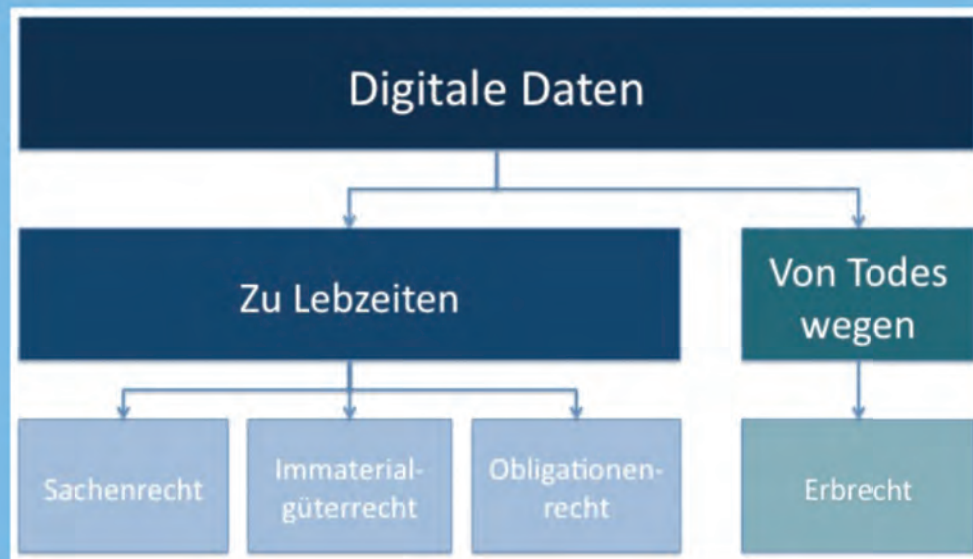 Digitale Daten
Zu Lebzeiten
Von Todes
wegen
Sachenrecht
Immaterial-
güterrecht
Obligationen-
recht
Erbrecht